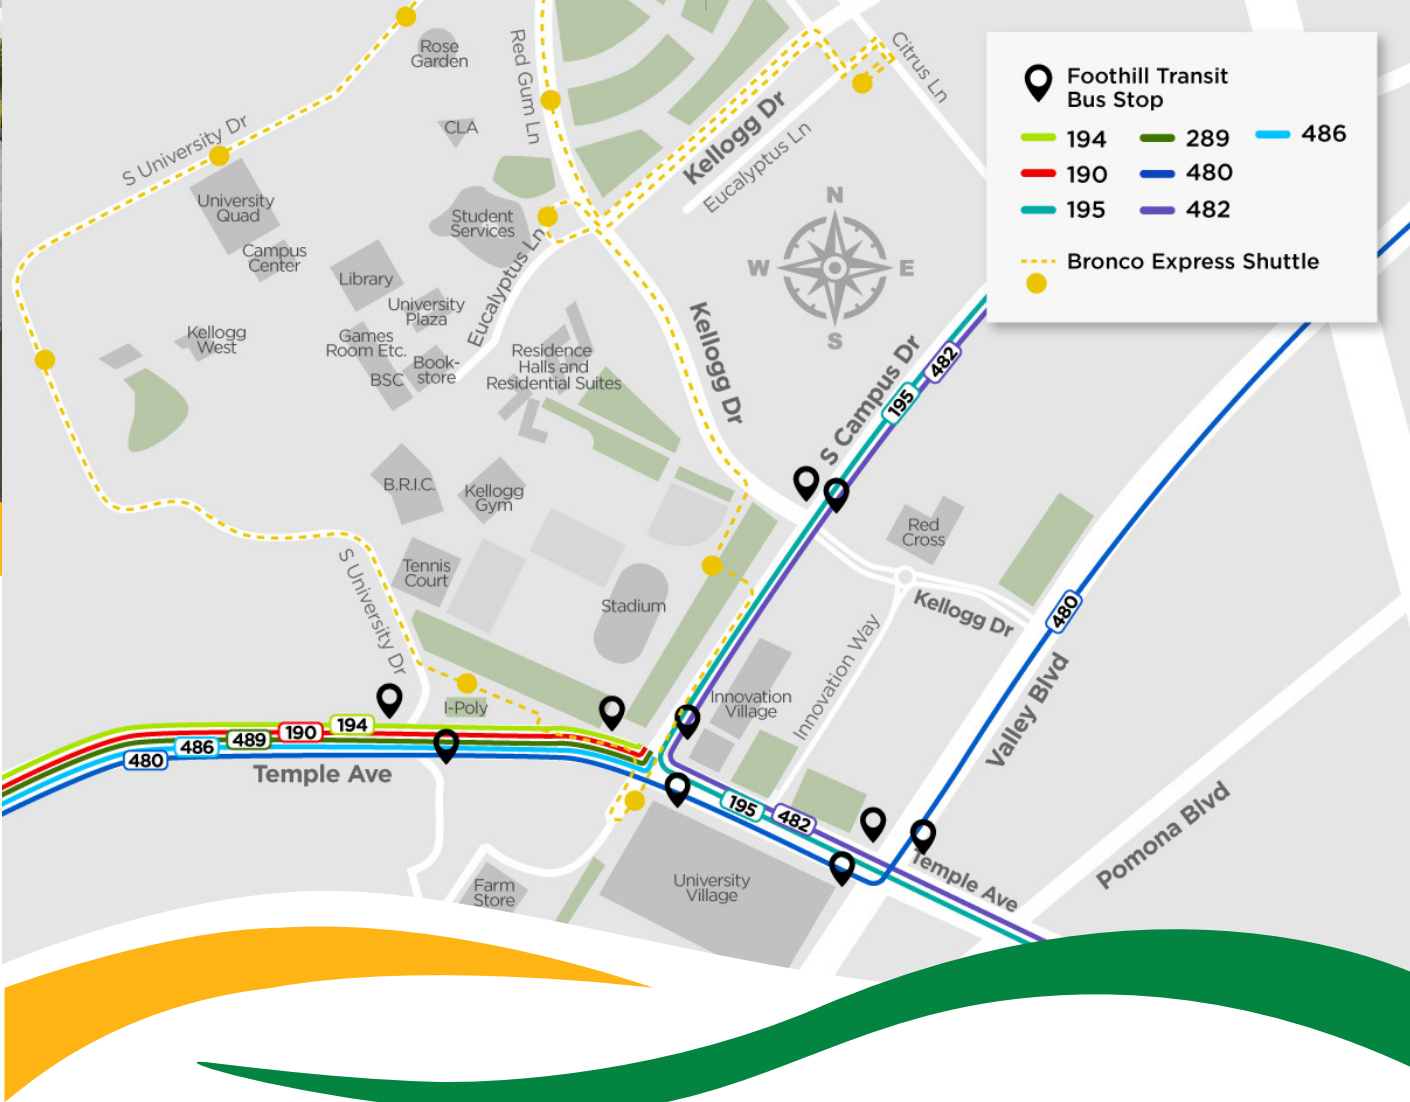 Rose
Garden
Red Gum Ln
Citrus Ln
Foothill Transit
Bus Stop
194
289
486
190
480
195
482
Bronco Express Shuttle
CLA
S University Dr
Kellogg Dr
Eucalyptus Ln
University
Quad
Student
Services
Campus
Center
Library
Eucalyptus Ln
University
Plaza
N
W
E
S
Kellogg
West
Games
Room Etc.
BSC
Book-
store
Residence
Halls and
Residential Suites
Kellogg Dr
S Campus Dr
482
195
B.R.I.C.
Kellogg
Gym
Red
Cross
Tennis
Court
Stadium
S University Dr
Kellogg Dr
480
Innovation Way
Valley Blvd
I-Poly
Innovation
Village
194
190
489
486
480
Temple Ave
195
482
Temple Ave
Pomona Blvd
Farm
Store
University
Village